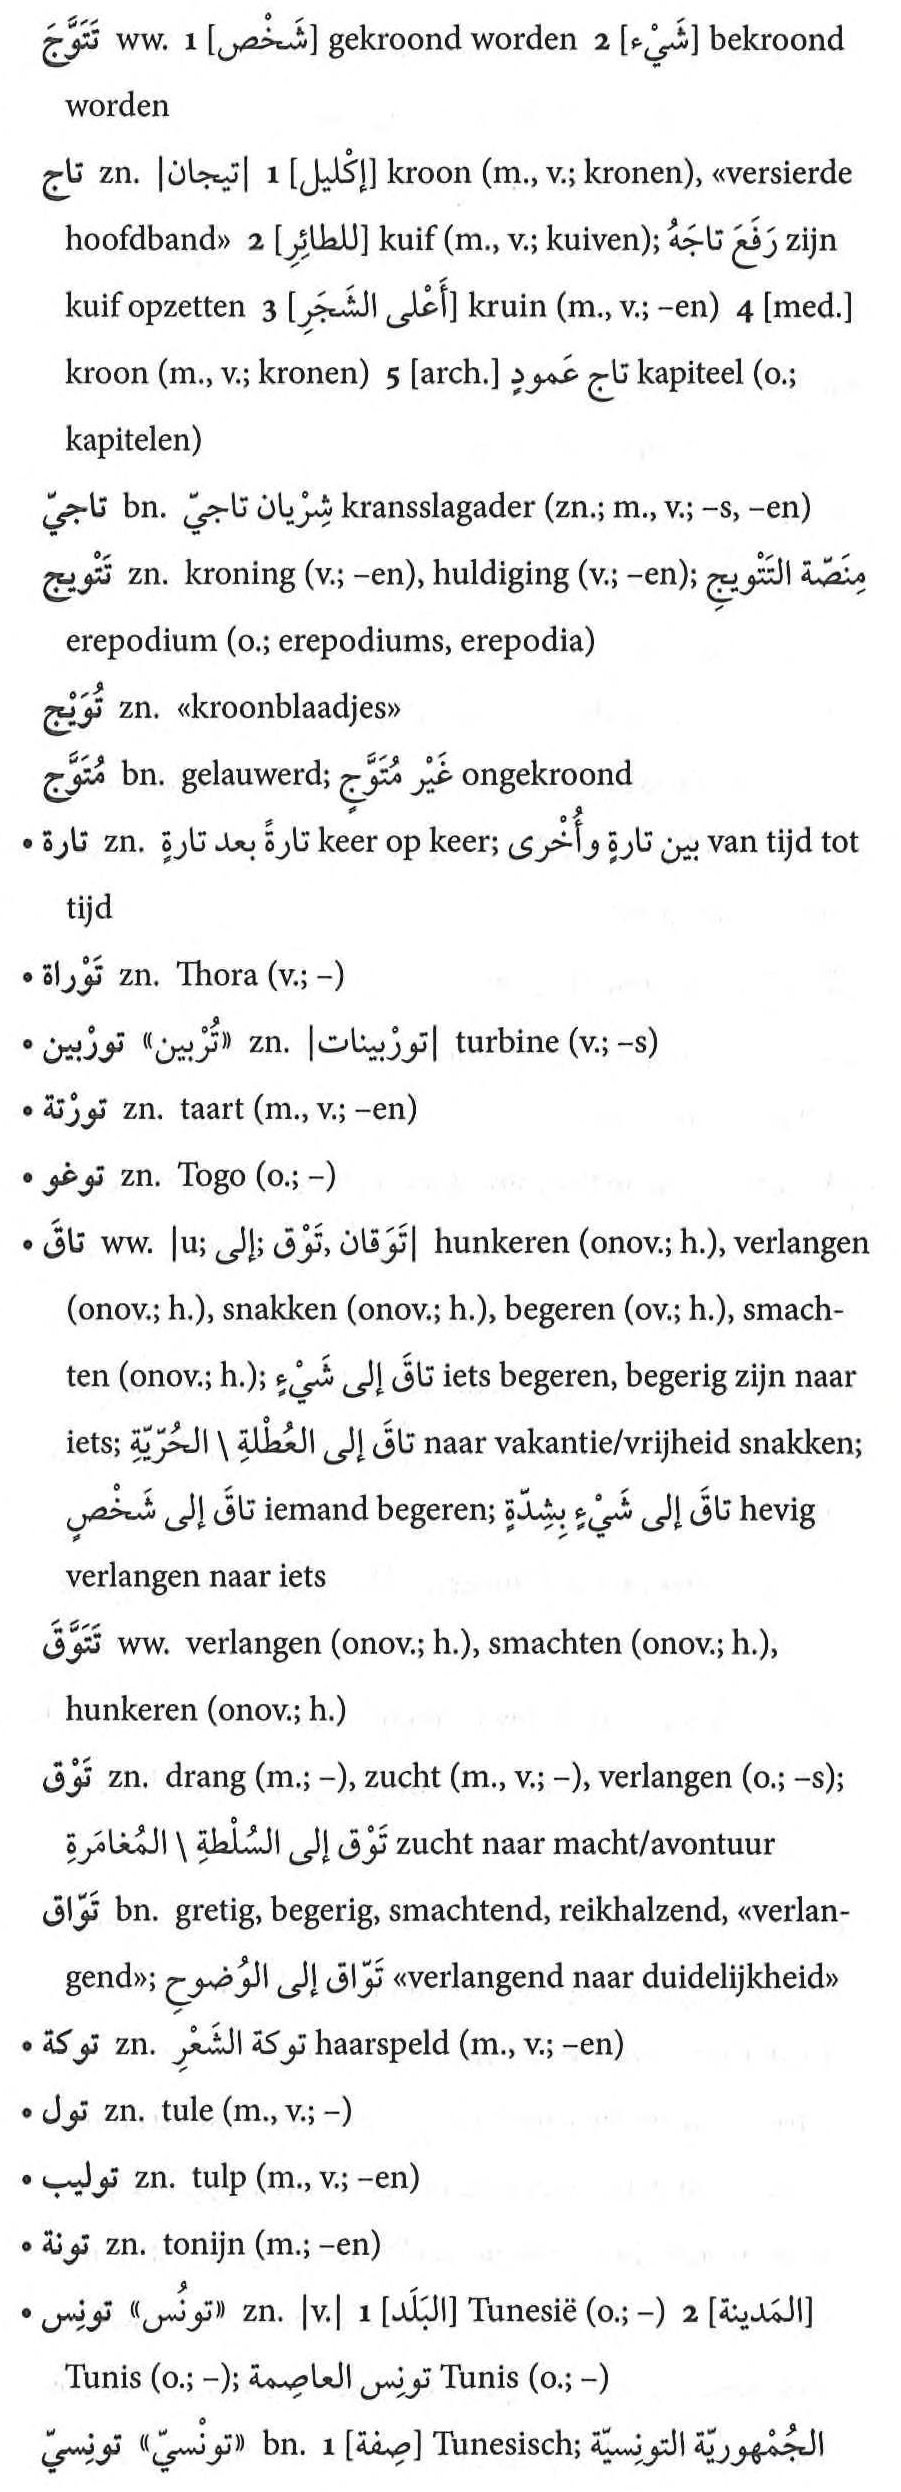 تَتَوَّجَ ww. 1 [شَخْص] gekroond worden 2 [شَيْء] bekroond
worden
تاج zn. |تيجان| 1 [إكْليل] kroon (m., v.; kronen), «versierde
hoofdband» 2 [للطائِرِ] kuif (m., v.; kuiven); رَفَعَ تاجَهُ zijn
kuif opzetten 3 [أَعْلى الشَّجَرِ] kruin (m., v.; –en) 4 [med.]
kroon (m., v.; kronen) 5 [arch.] تاج عَمودٍ kapiteel (o.;
kapitelen)
تاجيّ bn. شِرْيان تاجيّ kransslagader (zn.; m., v.; –s, –en)
تَتْويج zn. kroning (v.; –en), huldiging (v.; –en); مِنَصّة التَتْويجِ
erepodium (o.; erepodiums, erepodia)
تُوَيْج zn. «kroonblaadjes»
مُتَوَّج bn. gelauwerd; غَيْر مُتَوَّجٍ ongekroond
• تارة zn. تارةً بعد تارةٍ keer op keer; بين تارةٍ وأُخْرى van tijd tot
tijd
• تَوْراة zn. Thora (v.; –)
• توزْبين «تُرْبين» zn. |تورْبينات| turbine (v.; –s)
• تورْتة zn. taart (m., v.; –en)
• توغو zn. Togo (o.; –)
• تاقَ ww. |u; إلى; تَوْق, تَوَقان| hunkeren (onov.; h.), verlangen
(onov.; h.), snakken (onov.; h.), begeren (ov.; h.), smach-
ten (onov.; h.); تاقَ إلى شَيْءٍ iets begeren, begerig zijn naar
iets; تاقَ إلى العُطْلةِ \ الحُرّيّةِ naar vakantie/vrijheid snakken;
تاقَ إلى شَخْصٍ iemand begeren; تاقَ إلى شَيْءٍ بِشِدّةٍ hevig
verlangen naar iets
تَتَوَّقَ ww. verlangen (onov.; h.), smachten (onov.; h.),
hunkeren (onov.; h.)
تَوْق zn. drang (m.; –), zucht (m., v.; –), verlangen (o.; –s);
تَوْق إلى السُلْطةِ \ المُغامَرةِ zucht naar macht/avontuur
تَوّاق bn. gretig, begerig, smachtend, reikhalzend, «verlan-
gend»; تَوّاق إلى الوُضوحِ «verlangend naar duidelijkheid»
• توكة zn. توكة الشَعْرِ haarspeld (m., v.; –en)
• تول zn. tule (m., v.; –)
• توليب zn. tulp (m., v.; –en)
• تونة zn. tonijn (m.; –en)
• تونِس «تونُس» zn. |v.| 1 [البَلَد] Tunesië (o.; –) 2 [المَدينة]
Tunis (o.; –); تونِس العاصِمة Tunis (o.; –)
تونِسيّ «تونْسيّ» bn. 1 [صِفة] Tunesisch; الجُمْهوريّة التونِسيّة